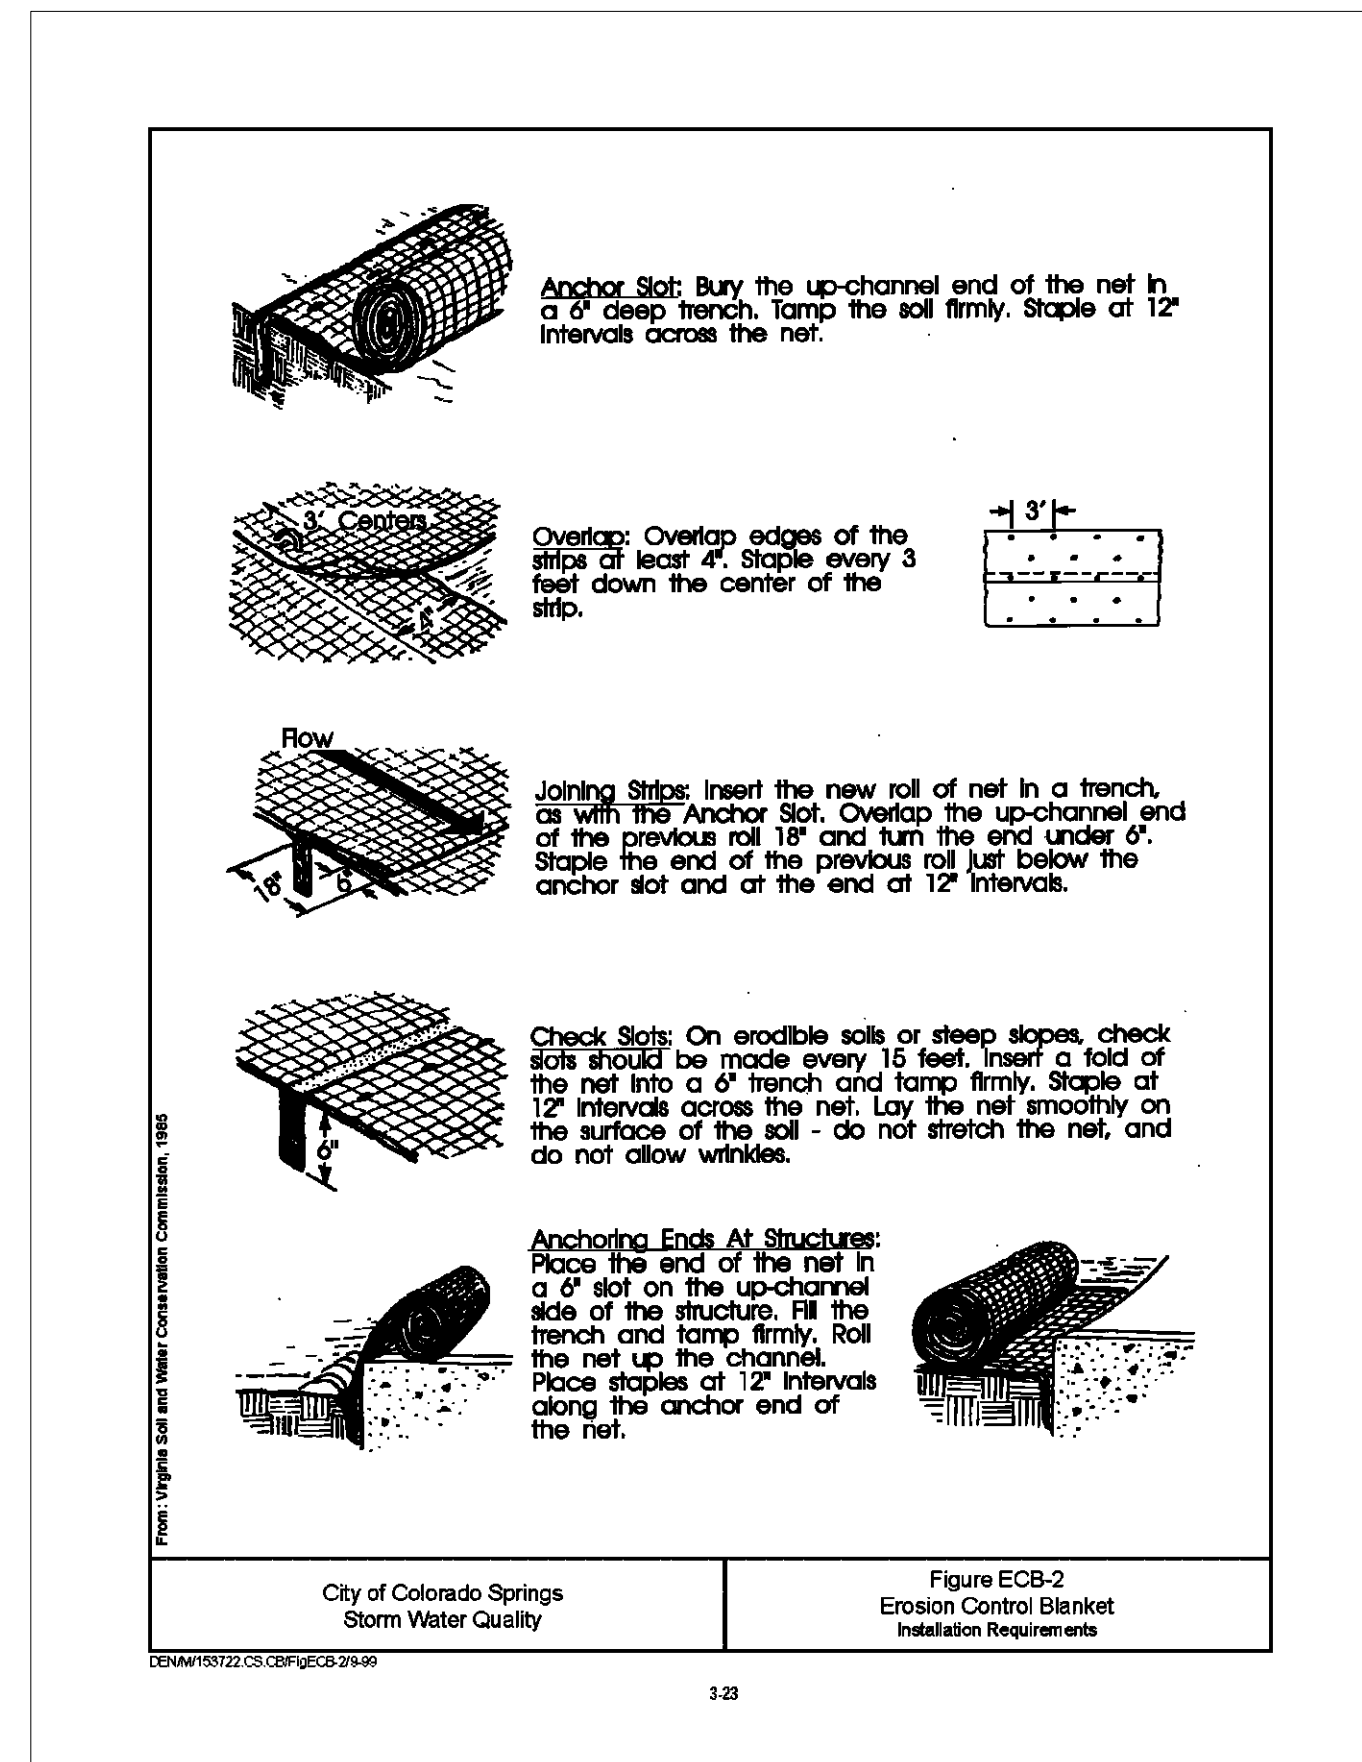 Anchor Slot: Bury the up-channel end of the net in
a 6" deep trench. Tamp the soil firmly. Staple at 12"
intervals across the net.
3' Centers
4"
Overlap: Overlap edges of the
strips at least 4". Staple every 3
feet down the center of the
strip.
3'
Flow
18"
6"
Joining Strips: Insert the new roll of net in a trench,
as with the Anchor Slot. Overlap the up-channel end
of the previous roll 18" and turn the end under 6".
Staple the end of the previous roll just below the
anchor slot and at the end at 12" intervals.
6"
Check Slots: On erodible soils or steep slopes, check
slots should be made every 15 feet. Insert a fold of
the net into a 6" trench and tamp firmly. Staple at
12" intervals across the net. Lay the net smoothly on
the surface of the soil - do not stretch the net, and
do not allow wrinkles.
Anchoring Ends At Structures:
Place the end of the net in
a 6" slot on the up-channel
side of the structure. Fill the
trench and tamp firmly. Roll
the net up the channel.
Place staples at 12" intervals
along the anchor end of
the net.
From: Virginia Soil and Water Conservation Commission, 1985
City of Colorado Springs
Storm Water Quality
Figure ECB-2
Erosion Control Blanket
Installation Requirements
DEN/M/153722.CS.CB/FigECB-2/9-99
3-23